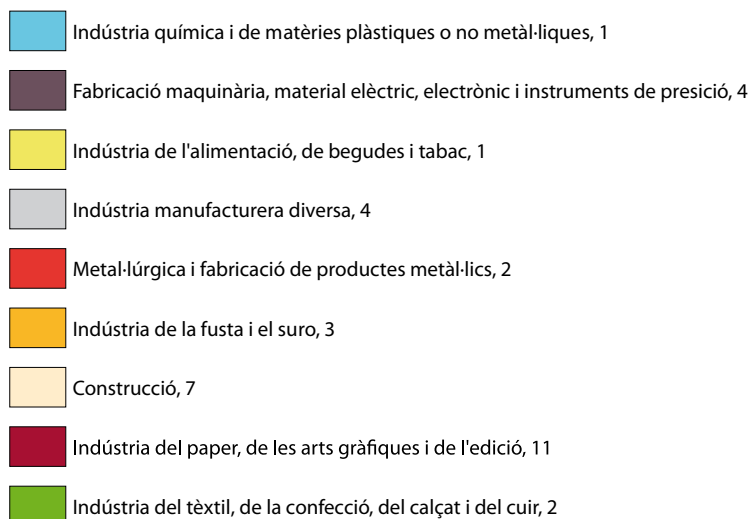 Indústria química i de matèries plàstiques o no metàl·liques, 1
Fabricació maquinària, material elèctric, electrònic i instruments de presició, 4
Indústria de l'alimentació, de begudes i tabac, 1
Indústria manufacturera diversa, 4
Metal·lúrgica i fabricació de productes metàl·lics, 2
Indústria de la fusta i el suro, 3
Construcció, 7
Indústria del paper, de les arts gràfiques i de l'edició, 11
Indústria del tèxtil, de la confecció, del calçat i del cuir, 2